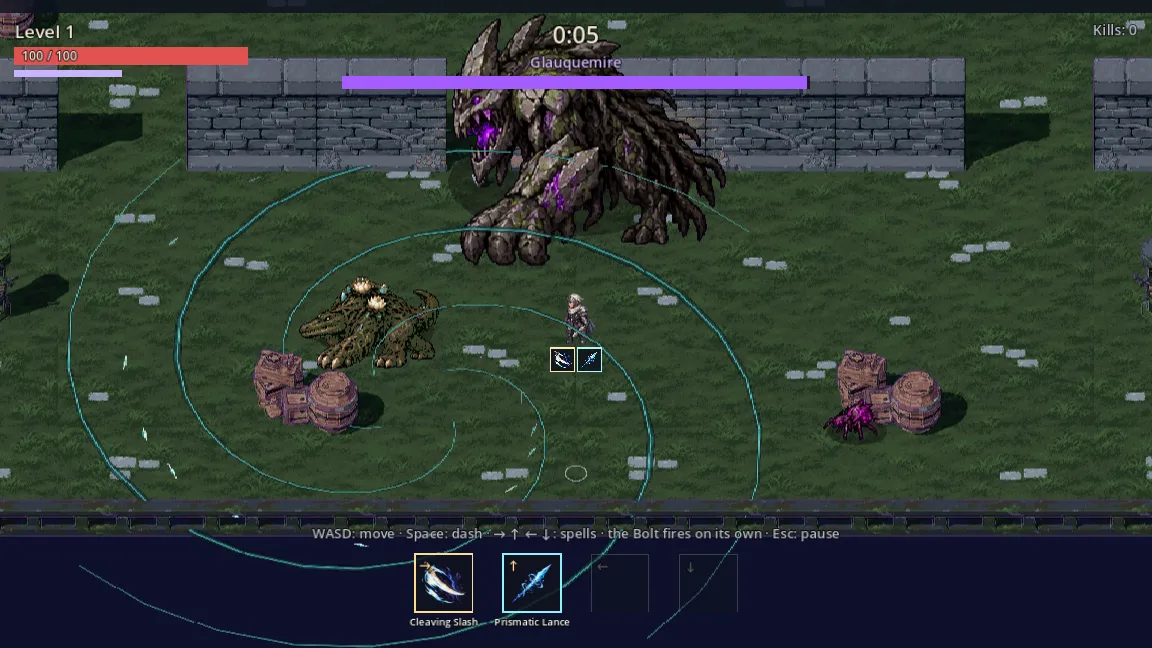 Level 1
0:05
Kills: 0
100 / 100
Glauquemire
WASD: move · Space: dash · → ↑ ← ↓: spells · the Bolt fires on its own · Esc: pause
→
↑
←
↓
Cleaving Slash
Prismatic Lance